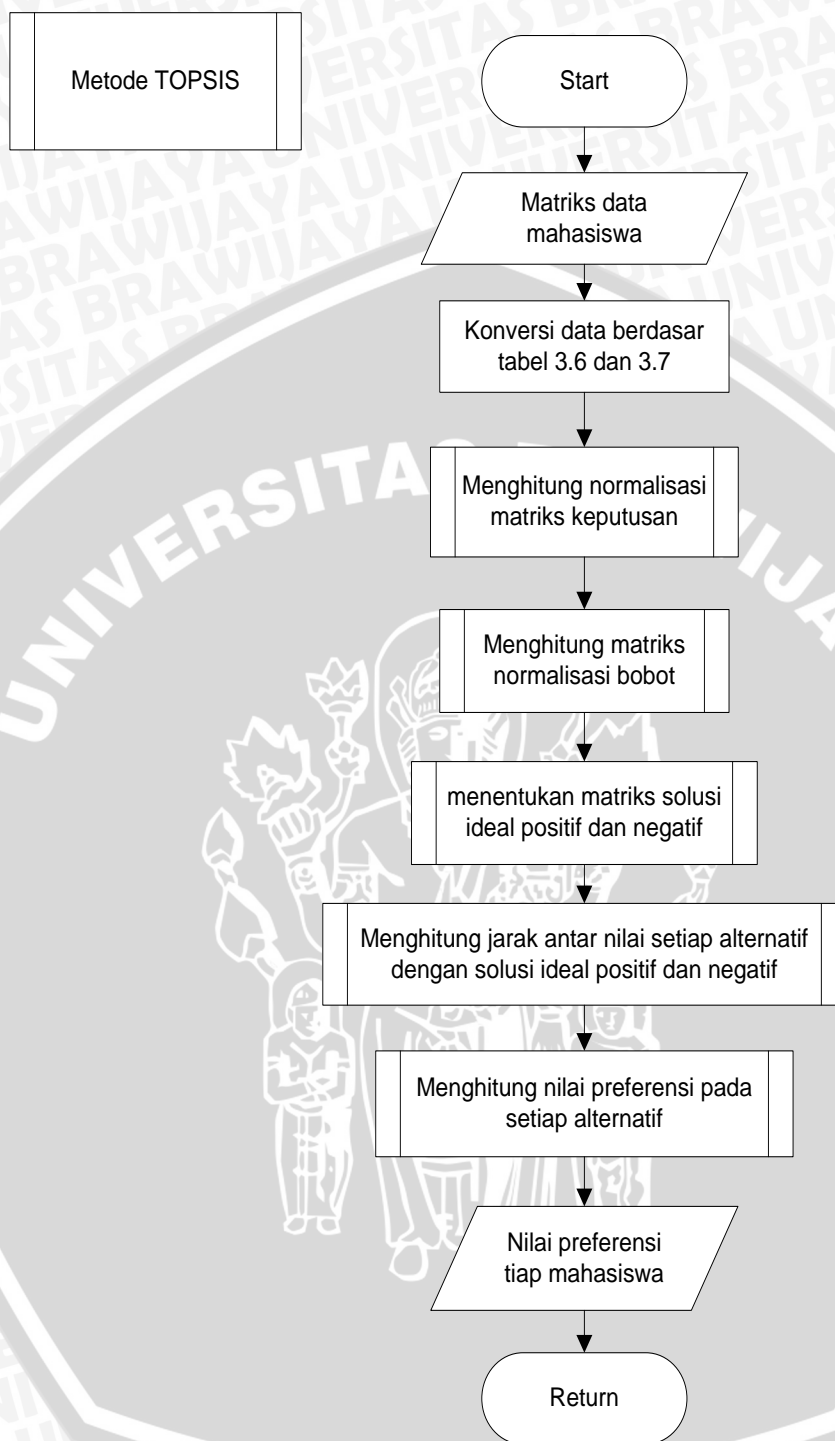 Metode TOPSIS
Start
Matriks data
mahasiswa
Konversi data berdasar
tabel 3.6 dan 3.7
Menghitung normalisasi
matriks keputusan
Menghitung matriks
normalisasi bobot
menentukan matriks solusi
ideal positif dan negatif
Menghitung jarak antar nilai setiap alternatif
dengan solusi ideal positif dan negatif
Menghitung nilai preferensi pada
setiap alternatif
Nilai preferensi
tiap mahasiswa
Return
UNIVERSITAS